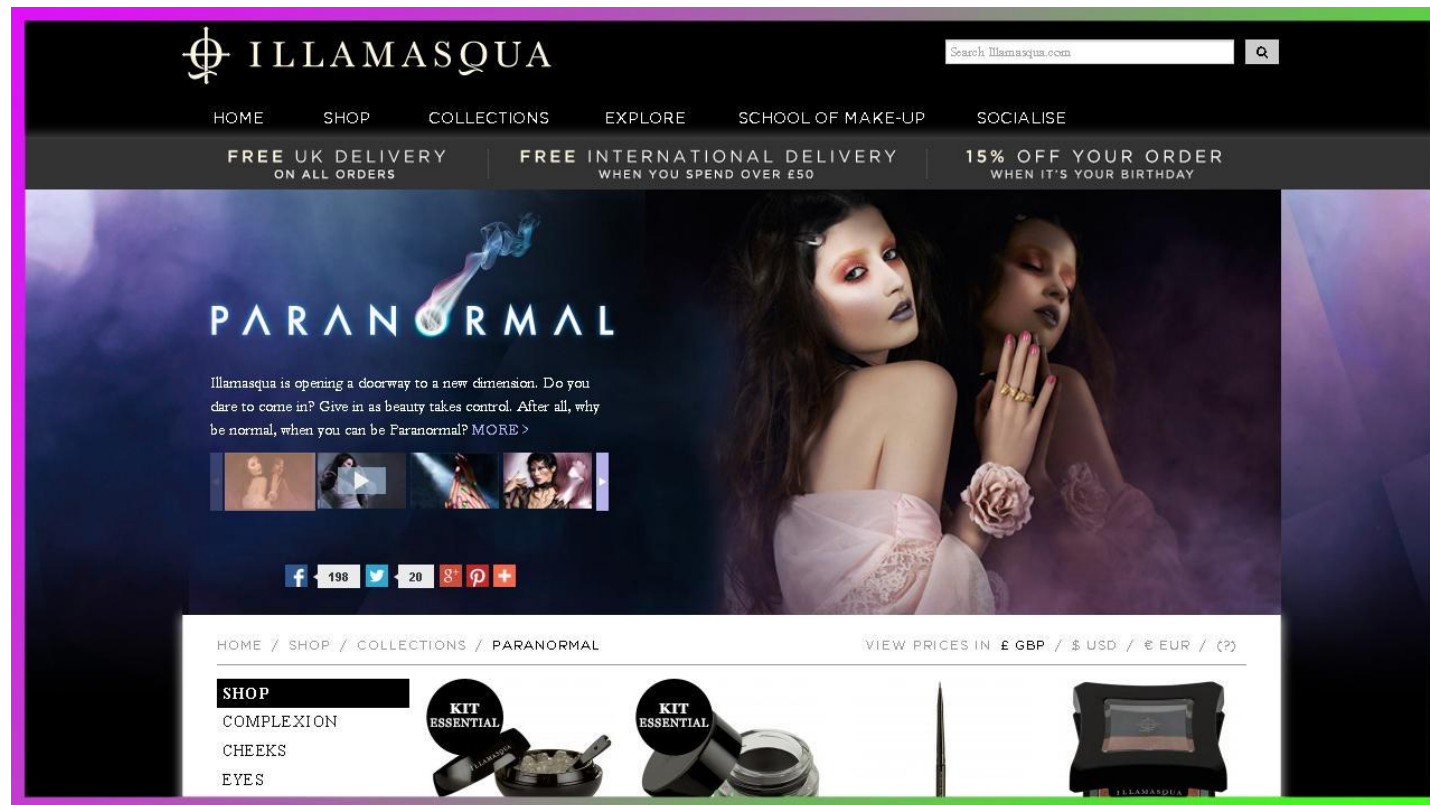 ILLAMASQUA
Search Illamasqua.com
HOME SHOP COLLECTIONS EXPLORE SCHOOL OF MAKE-UP SOCIALISE
FREE UK DELIVERY
ON ALL ORDERS
FREE INTERNATIONAL DELIVERY
WHEN YOU SPEND OVER £50
15% OFF YOUR ORDER
WHEN IT'S YOUR BIRTHDAY
PARANORMAL
Illamasqua is opening a doorway to a new dimension. Do you
dare to come in? Give in as beauty takes control. After all, why
be normal, when you can be Paranormal? MORE >
198 20
HOME / SHOP / COLLECTIONS / PARANORMAL
VIEW PRICES IN £ GBP / $ USD / € EUR / (?)
SHOP
COMPLEXION
CHEEKS
EYES
KIT
ESSENTIAL
ILLAMASQUA
KIT
ESSENTIAL
ILLAMASQUA